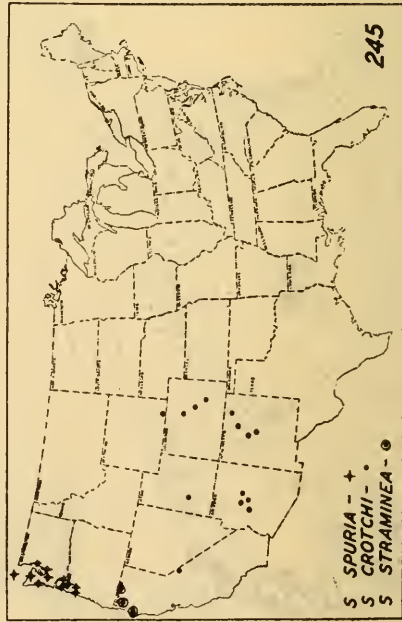 S SPURIA - +
S CROTCHI - •
S STRAMINEA -
245